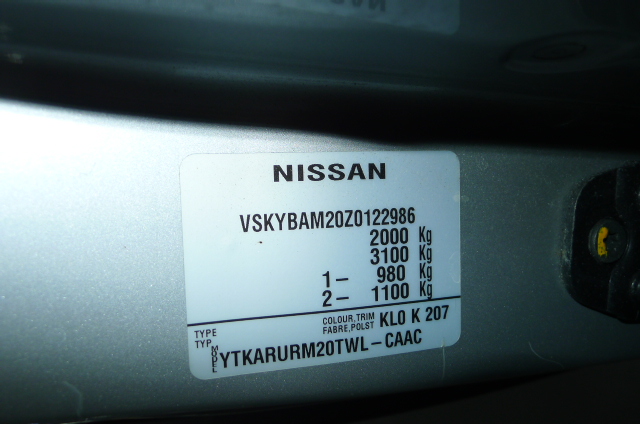 NISSAN
VSKYBAM20Z0122986
2000 Kg
3100 Kg
1– 980 Kg
2– 1100 Kg
TYPE COLOUR,TRIM KL0 K 207
TYP FABRE,POLST
MODEL YTKARURM20TWL–CAAC